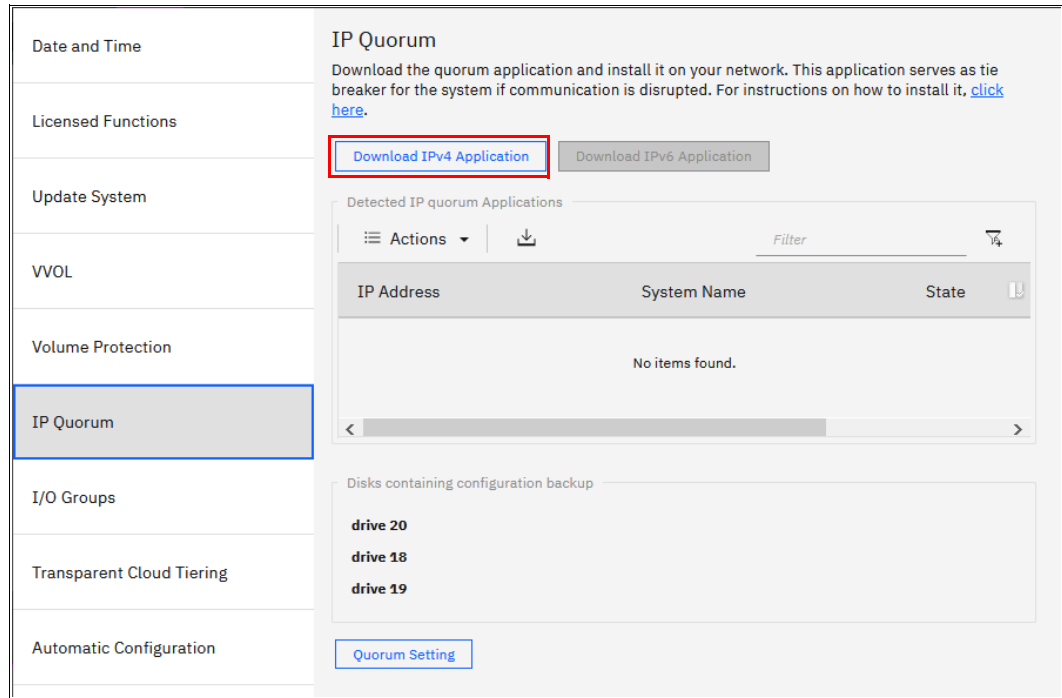 Date and Time
Licensed Functions
Update System
VVOL
Volume Protection
IP Quorum
I/O Groups
Transparent Cloud Tiering
Automatic Configuration
IP Quorum
Download the quorum application and install it on your network. This application serves as tie
breaker for the system if communication is disrupted. For instructions on how to install it, click
here.
Download IPv4 Application
Download IPv6 Application
Detected IP quorum Applications
Actions
Filter
IP Address
System Name
State
No items found.
Disks containing configuration backup
drive 20
drive 18
drive 19
Quorum Setting